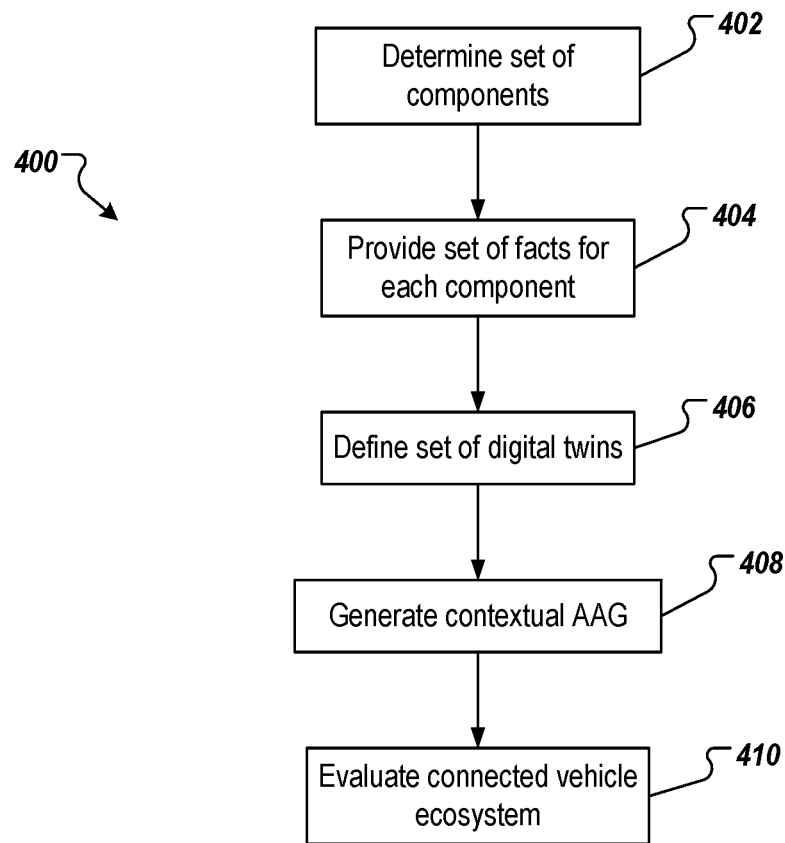 402
Determine set of
components
400
404
Provide set of facts for
each component
406
Define set of digital twins
408
Generate contextual AAG
410
Evaluate connected vehicle
ecosystem